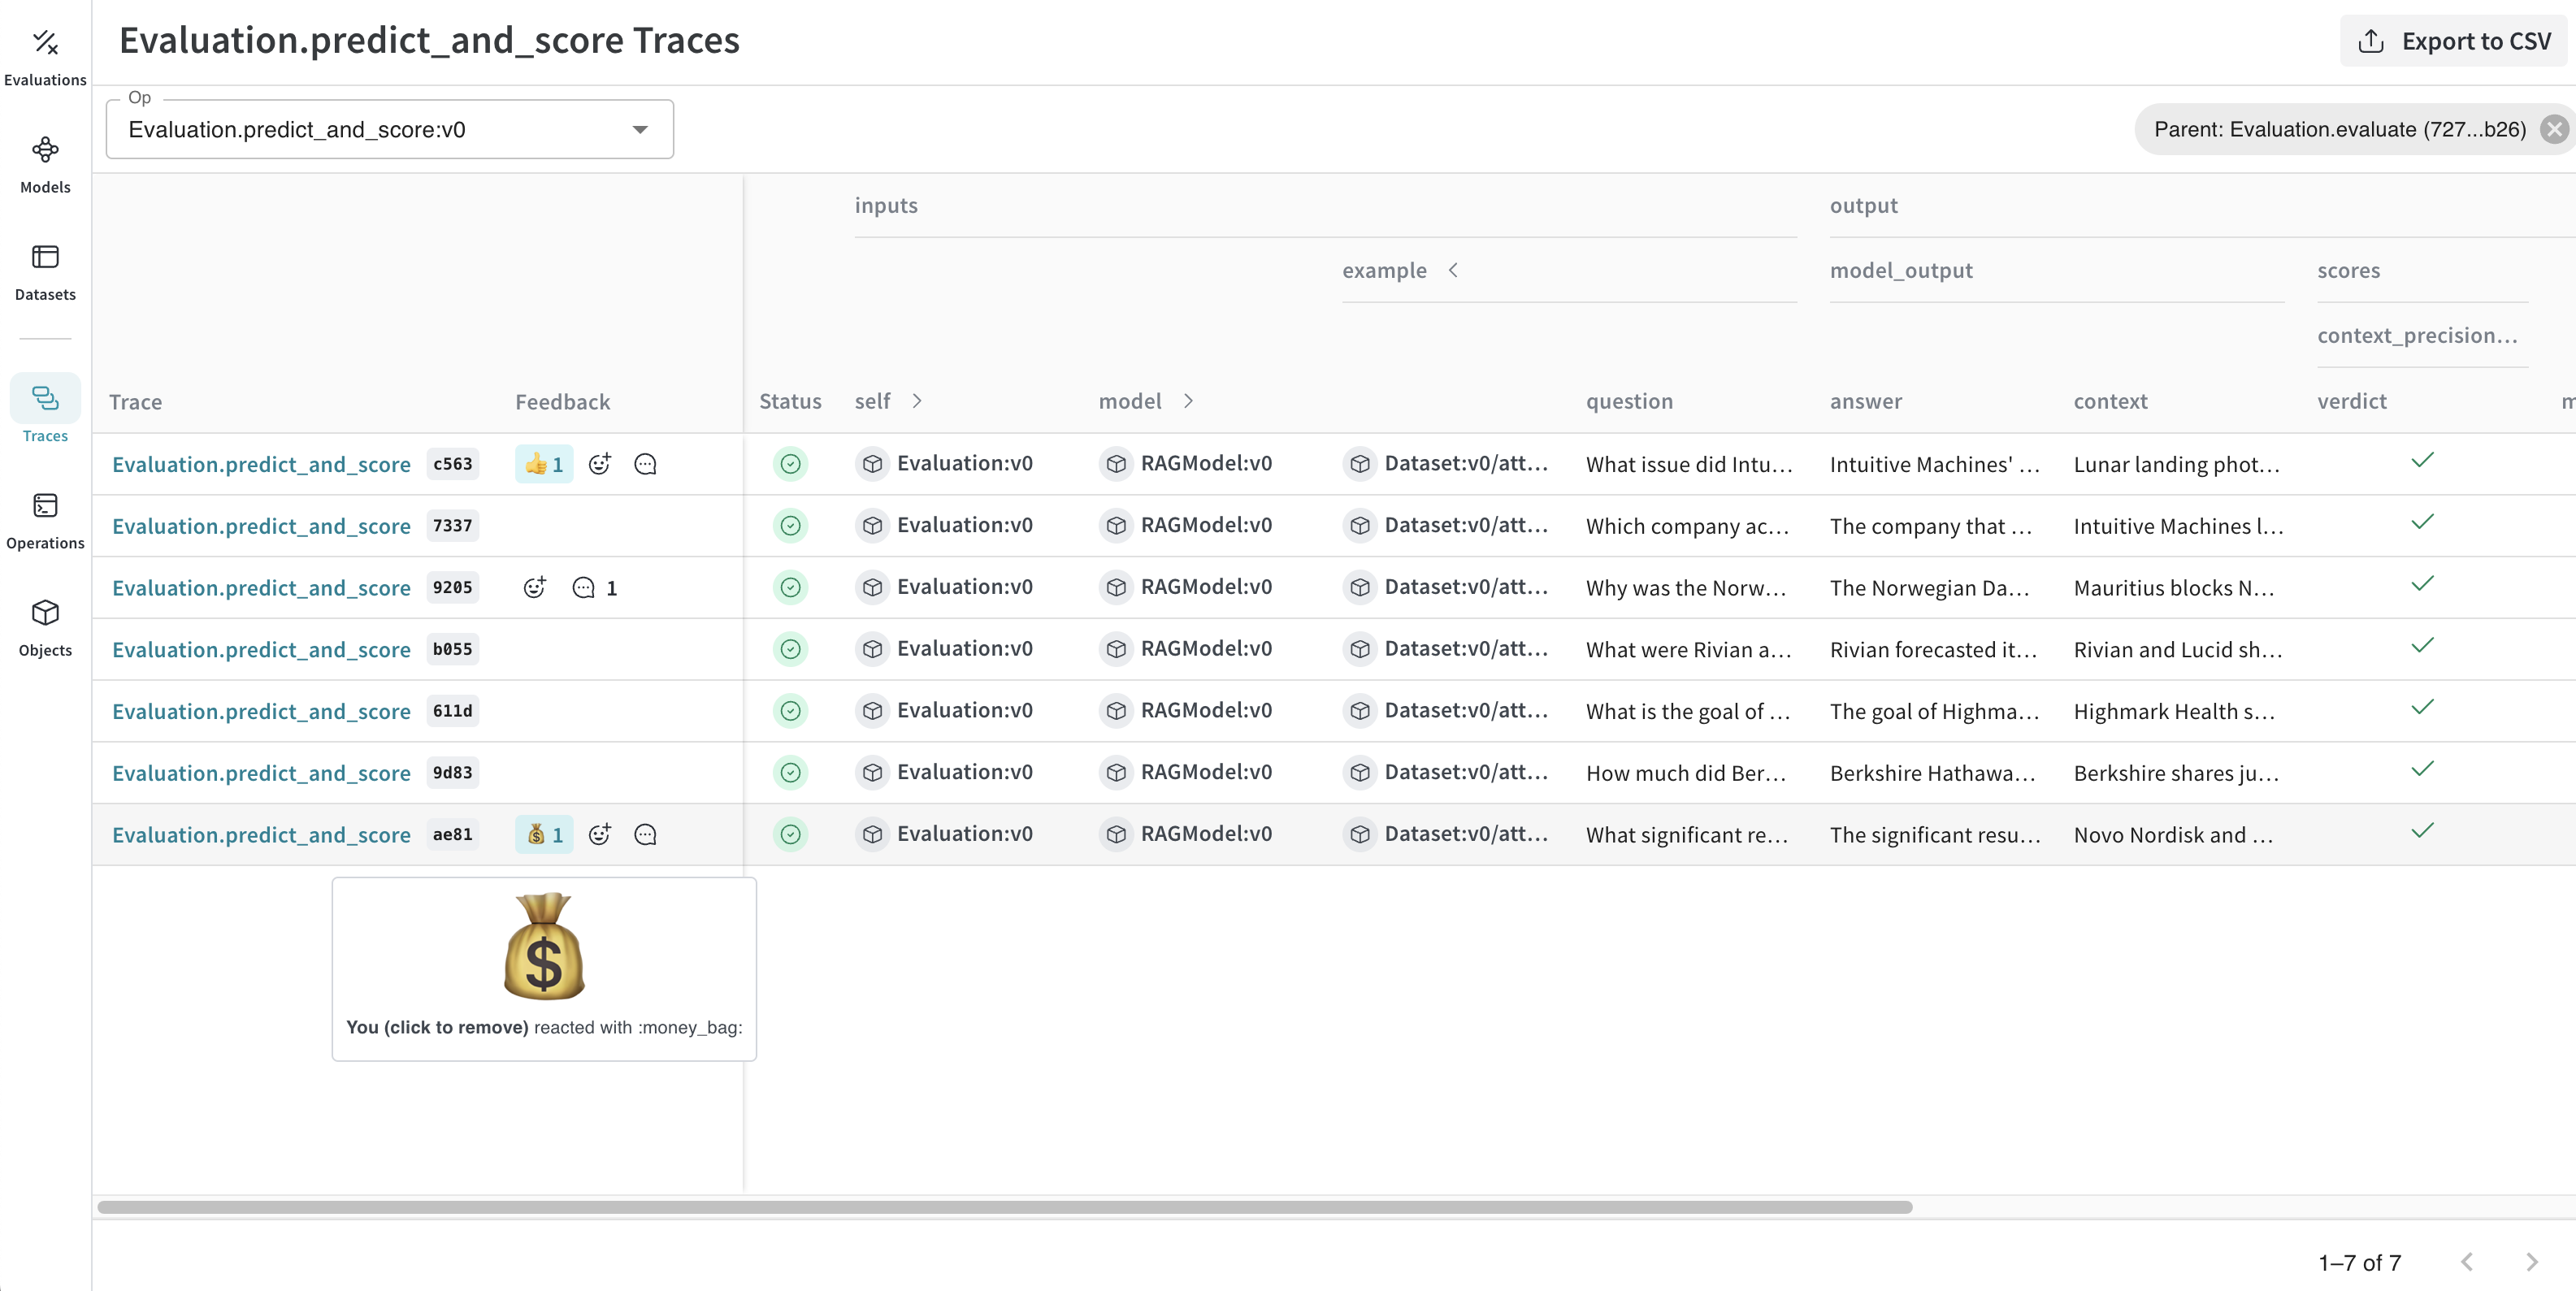 Evaluations
Models
Datasets
Traces
Operations
Objects
Evaluation.predict_and_score Traces
Export to CSV
Op
Evaluation.predict_and_score:v0
Parent: Evaluation.evaluate (727...b26)
inputs output
example model_output scores
context_precision...
Trace Feedback Status self model question answer context verdict m
Evaluation.predict_and_score c563 👍 1 Evaluation:v0 RAGModel:v0 Dataset:v0/att... What issue did Intu... Intuitive Machines' ... Lunar landing phot...
Evaluation.predict_and_score 7337 Evaluation:v0 RAGModel:v0 Dataset:v0/att... Which company ac... The company that ... Intuitive Machines l...
Evaluation.predict_and_score 9205 1 Evaluation:v0 RAGModel:v0 Dataset:v0/att... Why was the Norw... The Norwegian Da... Mauritius blocks N...
Evaluation.predict_and_score b055 Evaluation:v0 RAGModel:v0 Dataset:v0/att... What were Rivian a... Rivian forecasted it... Rivian and Lucid sh...
Evaluation.predict_and_score 611d Evaluation:v0 RAGModel:v0 Dataset:v0/att... What is the goal of ... The goal of Highma... Highmark Health s...
Evaluation.predict_and_score 9d83 Evaluation:v0 RAGModel:v0 Dataset:v0/att... How much did Ber... Berkshire Hathawa... Berkshire shares ju...
Evaluation.predict_and_score ae81 💰 1 Evaluation:v0 RAGModel:v0 Dataset:v0/att... What significant re... The significant resu... Novo Nordisk and ...
$
You (click to remove) reacted with :money_bag:
1–7 of 7